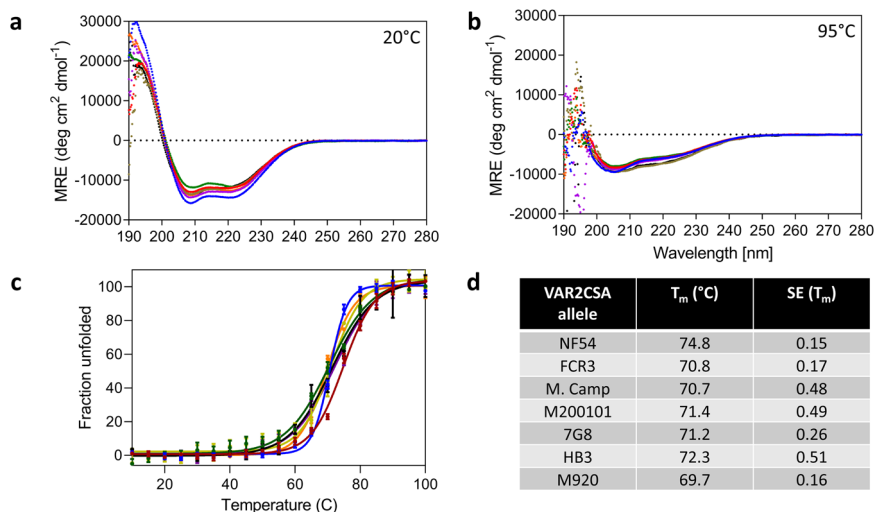 a
20°C
MRE (deg cm² dmol⁻¹)
30000
20000
10000
0
-10000
-20000
190 200 210 220 230 240 250 260 270 280
b
95°C
MRE (deg cm² dmol⁻¹)
30000
20000
10000
0
-10000
-20000
190 200 210 220 230 240 250 260 270 280
Wavelength [nm]
c
Fraction unfolded
100
80
60
40
20
0
20 40 60 80 100
Temperature (C)
d
VAR2CSA allele Tₘ (°C) SE (Tₘ)
NF54 74.8 0.15
FCR3 70.8 0.17
M. Camp 70.7 0.48
M200101 71.4 0.49
7G8 71.2 0.26
HB3 72.3 0.51
M920 69.7 0.16